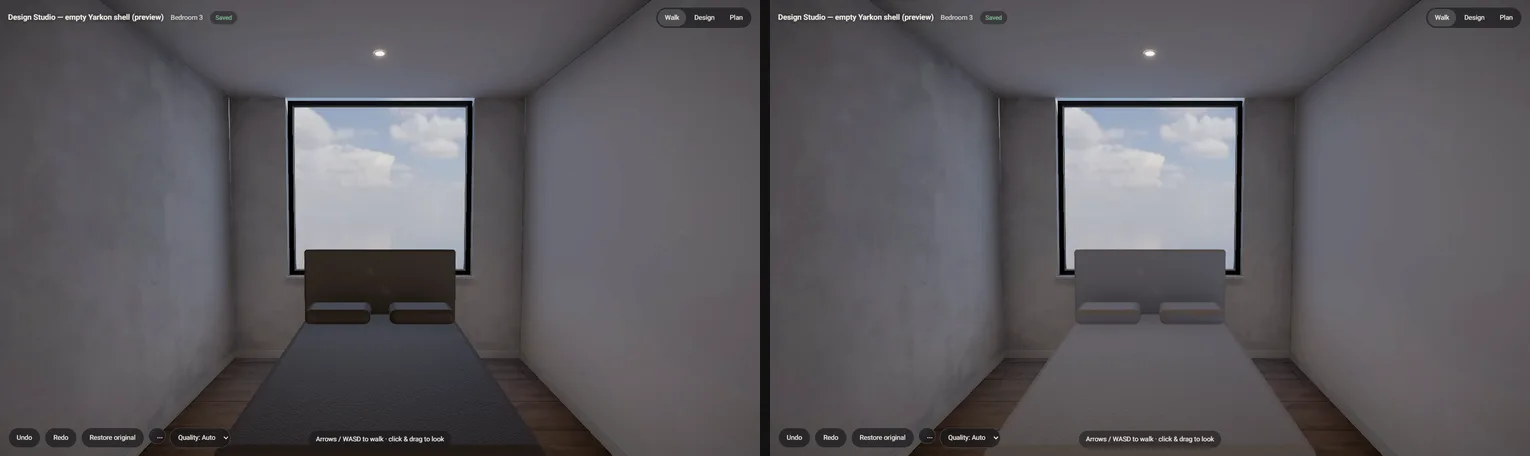 Design Studio — empty Yarkon shell (preview) Bedroom 3 Saved
Walk Design Plan
Undo Redo Restore original ... Quality: Auto
Arrows / WASD to walk · click & drag to look
Design Studio — empty Yarkon shell (preview) Bedroom 3 Saved
Walk Design Plan
Undo Redo Restore original ... Quality: Auto
Arrows / WASD to walk · click & drag to look